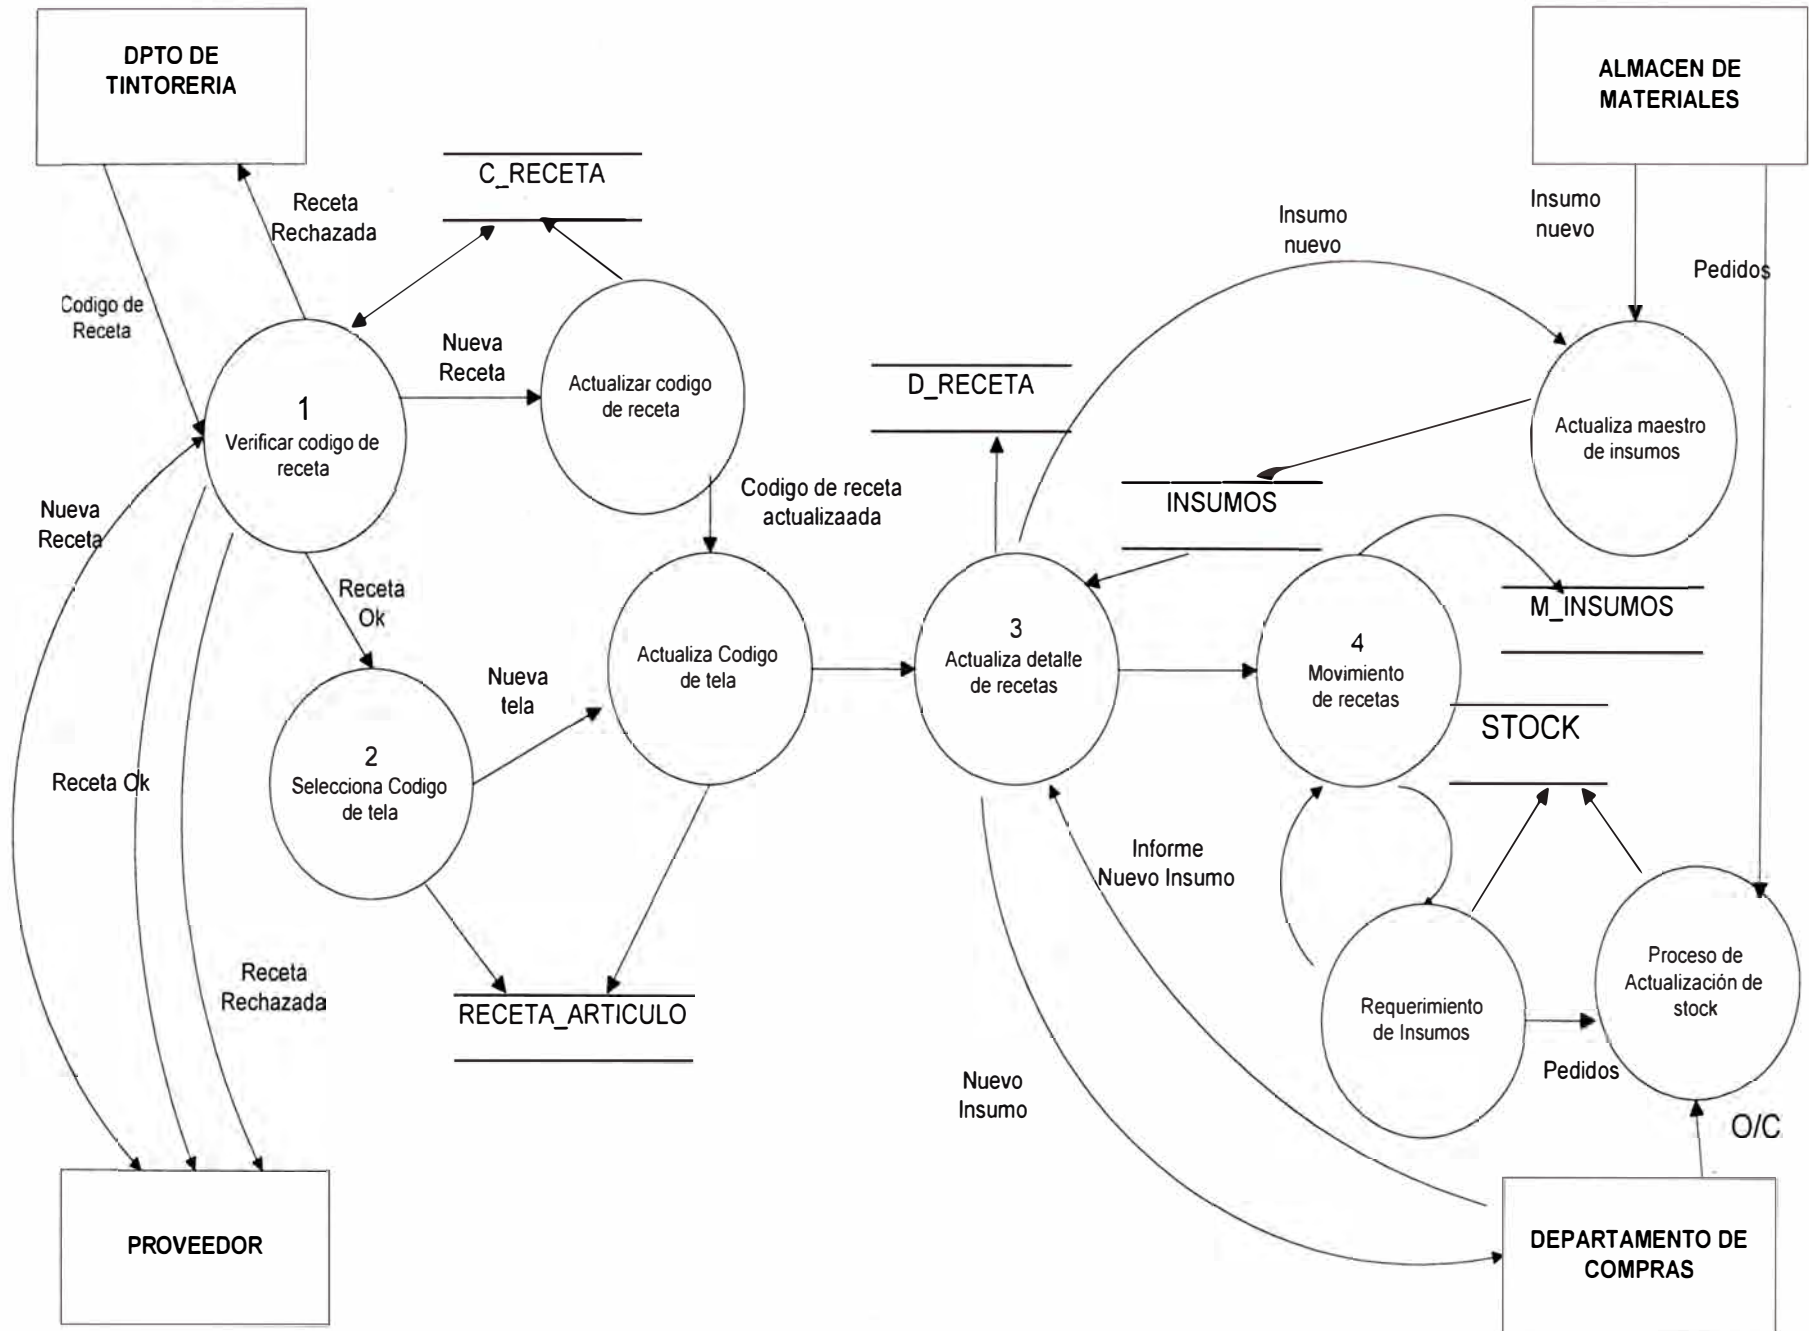 DPTO DE
TINTORERIA
ALMACEN DE
MATERIALES
C_RECETA
Receta
Rechazada
Insumo
nuevo
Insumo
nuevo
Pedidos
Codigo de
Receta
Nueva
Receta
Actualizar codigo
de receta
D_RECETA
1
Verificar codigo de
receta
Actualiza maestro
de insumos
Codigo de receta
actualizaada
INSUMOS
Nueva
Receta
Receta
Ok
M_INSUMOS
Actualiza Codigo
de tela
3
Actualiza detalle
de recetas
4
Movimiento
de recetas
Nueva
tela
STOCK
2
Selecciona Codigo
de tela
Receta Ok
Informe
Nuevo Insumo
Receta
Rechazada
RECETA_ARTICULO
Requerimiento
de Insumos
Proceso de
Actualización de
stock
Nuevo
Insumo
Pedidos
O/C
PROVEEDOR
DEPARTAMENTO DE
COMPRAS